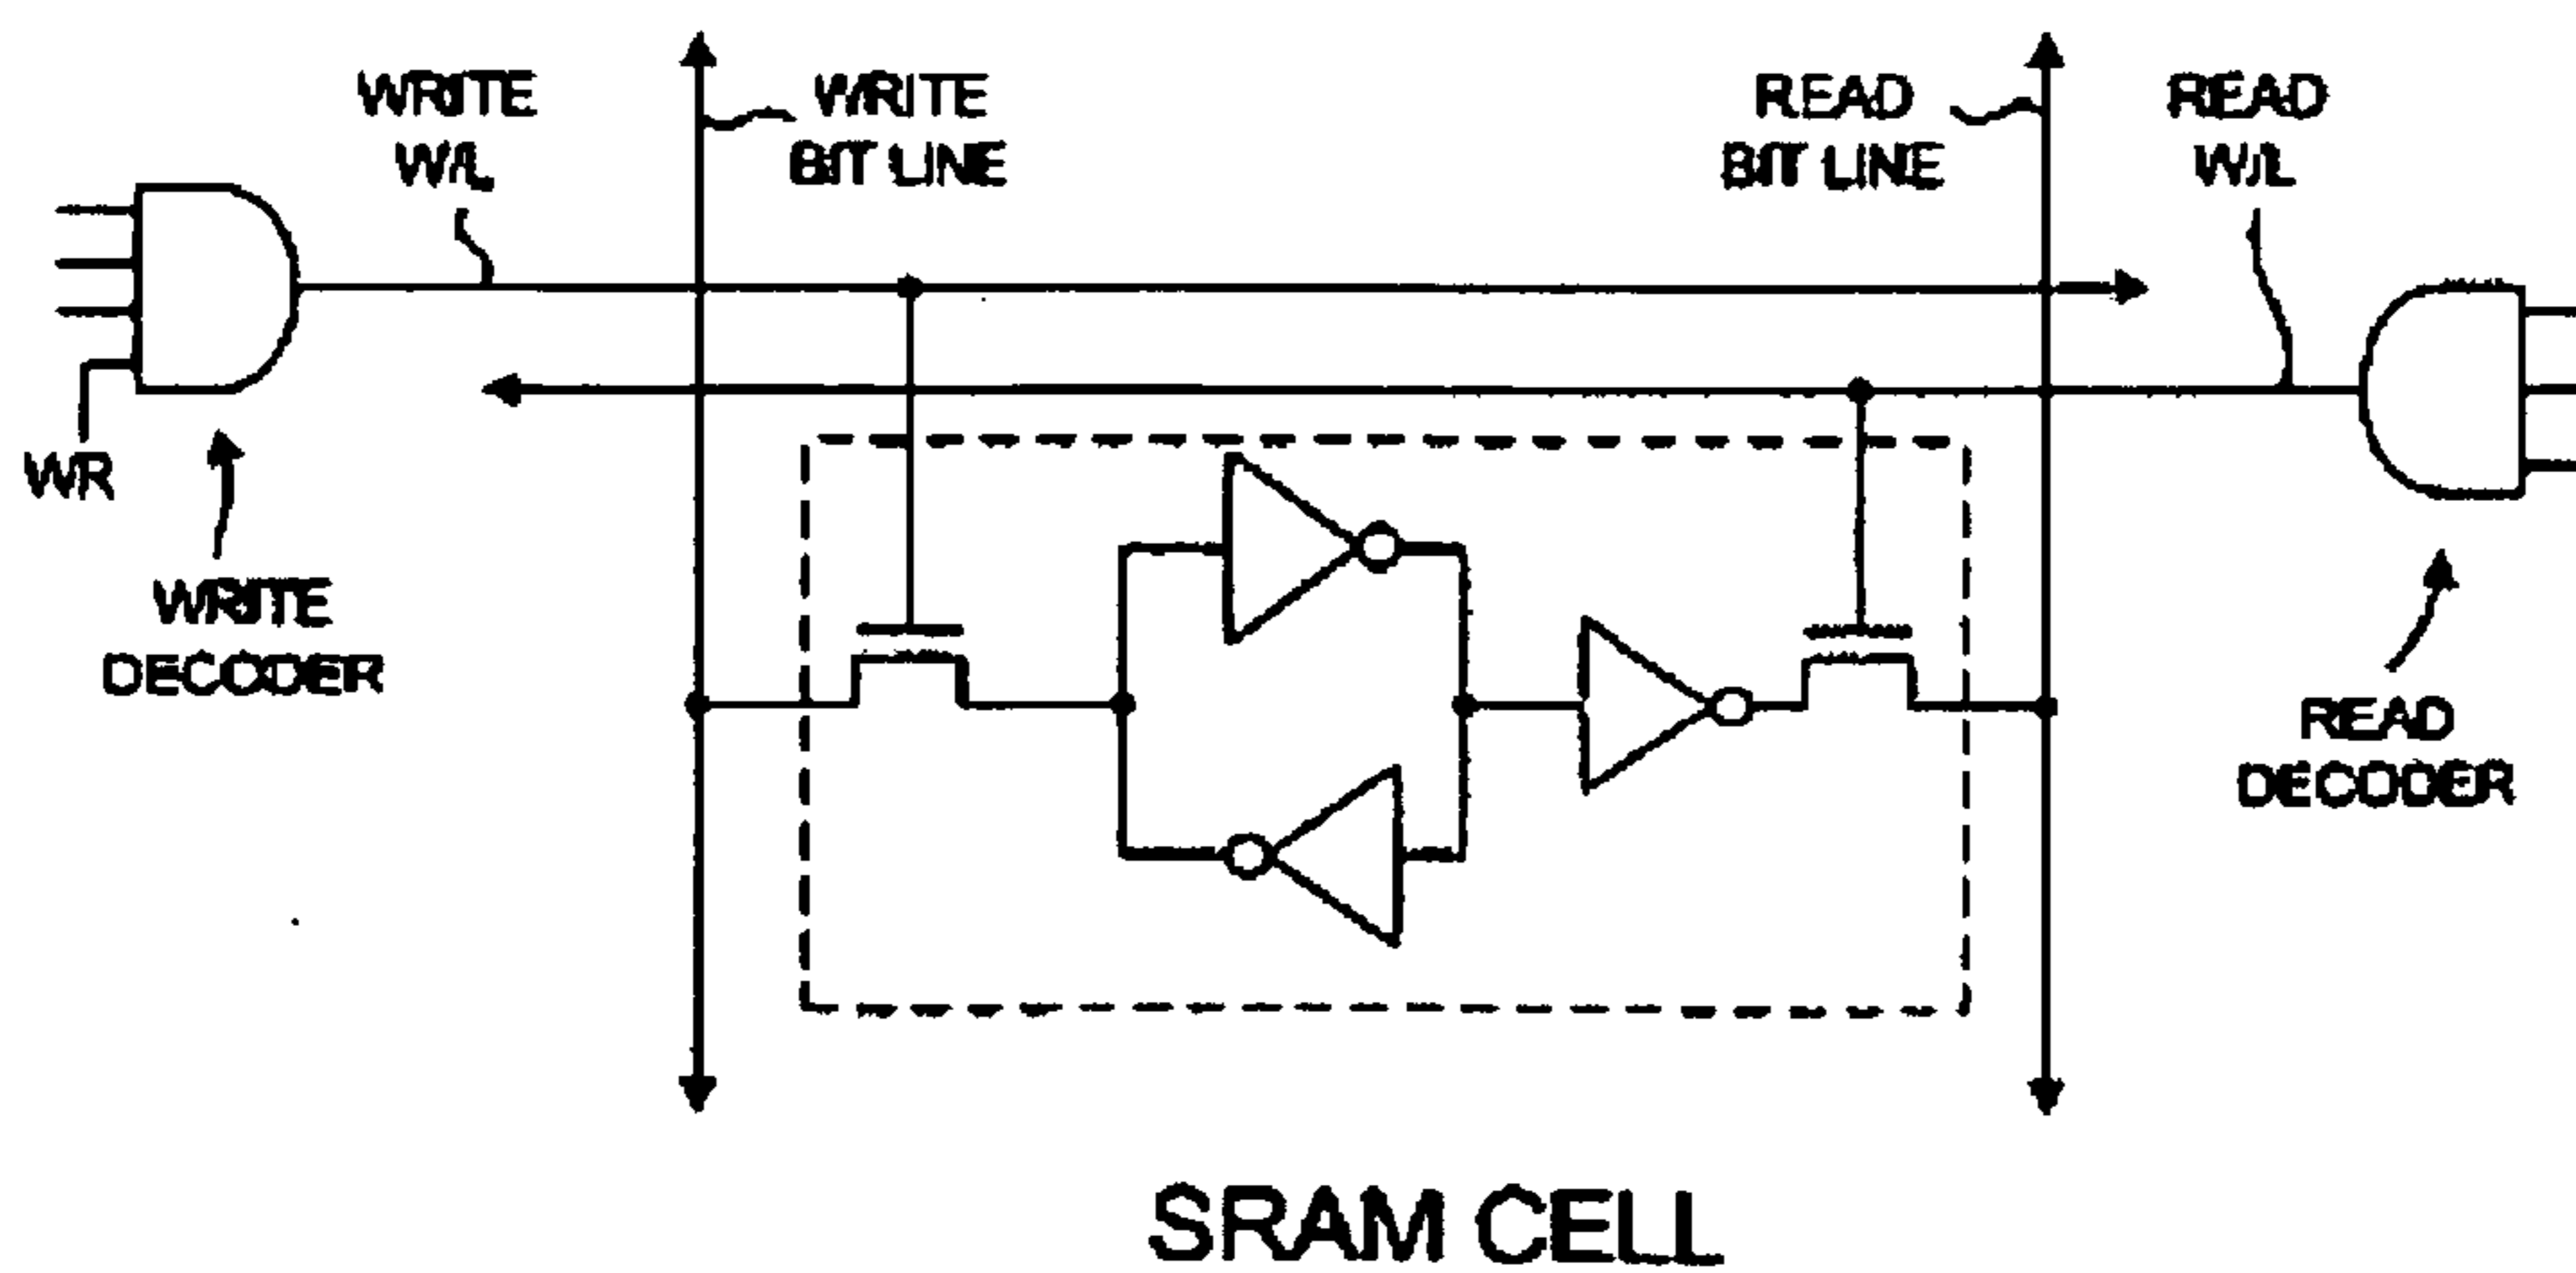 WRITE
W/L
WRITE
BIT LINE
READ
BIT LINE
READ
W/L
WR
WRITE
DECODER
READ
DECODER
SRAM CELL